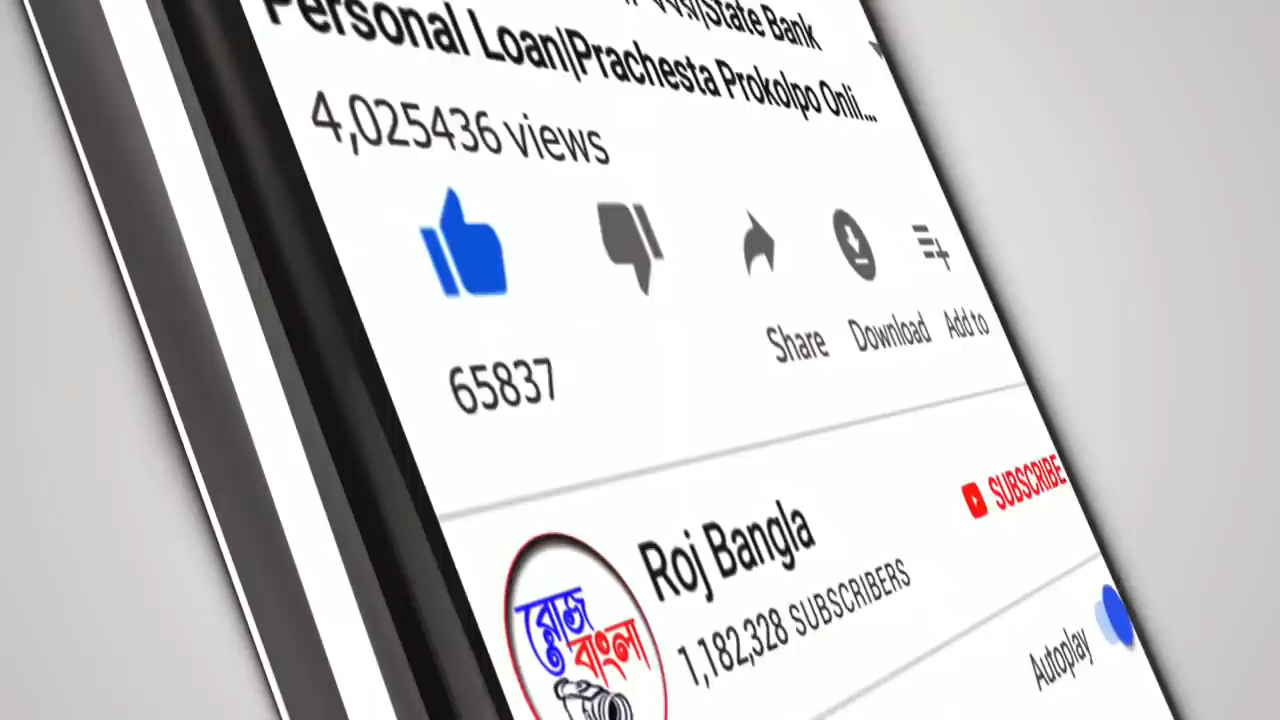 State Bank
Personal Loan|Prachesta Prokolpo Onli...
4,025436 views
65837
Share
Download
Add to
Roj Bangla
1,182,328 SUBSCRIBERS
SUBSCRIBE
রোজ
বাংলা
Autoplay